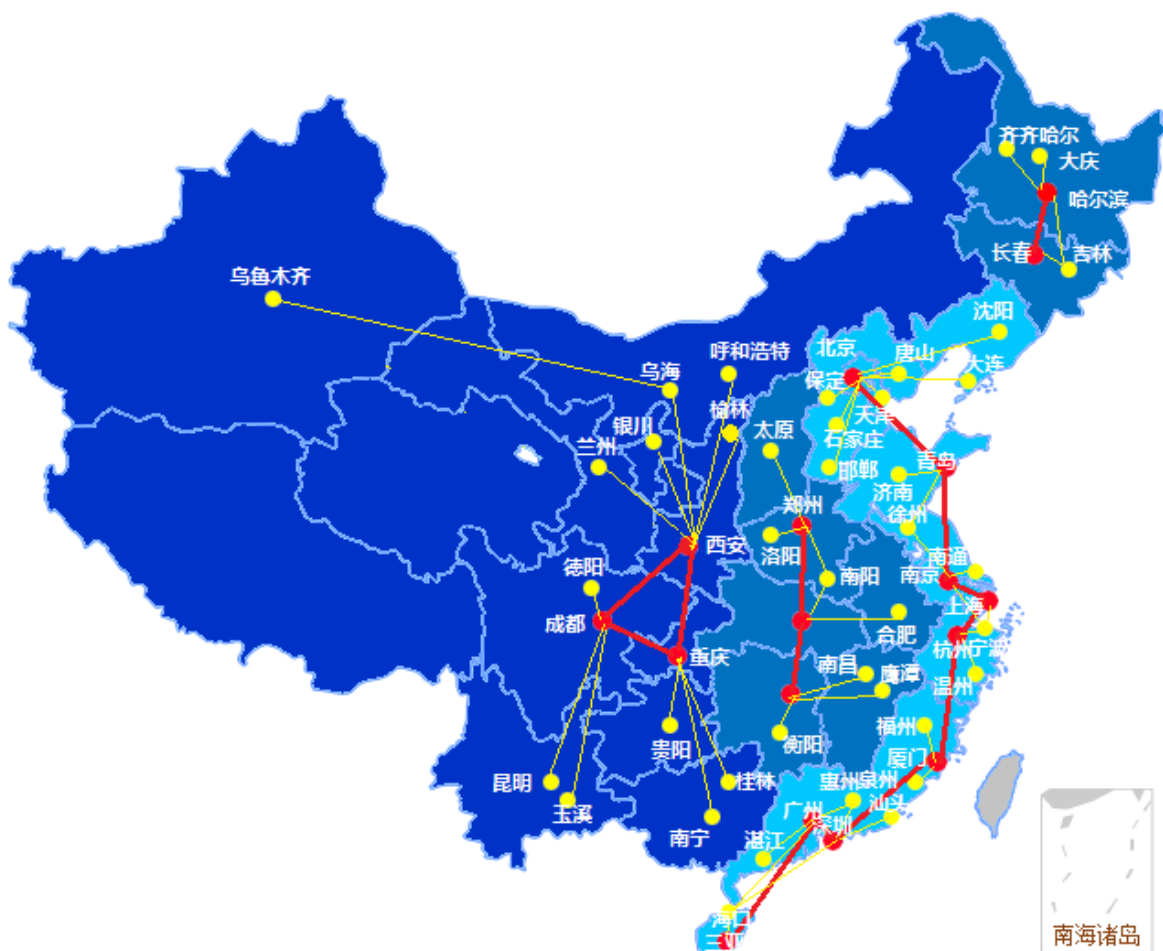 齐齐哈尔
大庆
哈尔滨
长春
吉林
乌鲁木齐
沈阳
呼和浩特
北京
唐山
乌海
保定
大连
榆林
天津
银川
太原
石家庄
兰州
青岛
邯郸
济南
郑州
徐州
西安
洛阳
南通
德阳
南阳
南京
上海
成都
合肥
杭州
宁波
重庆
南昌
鹰潭
温州
福州
贵阳
衡阳
厦门
昆明
桂林
惠州
泉州
玉溪
广州
汕头
深圳
南宁
湛江
海口
三亚
南海诸岛